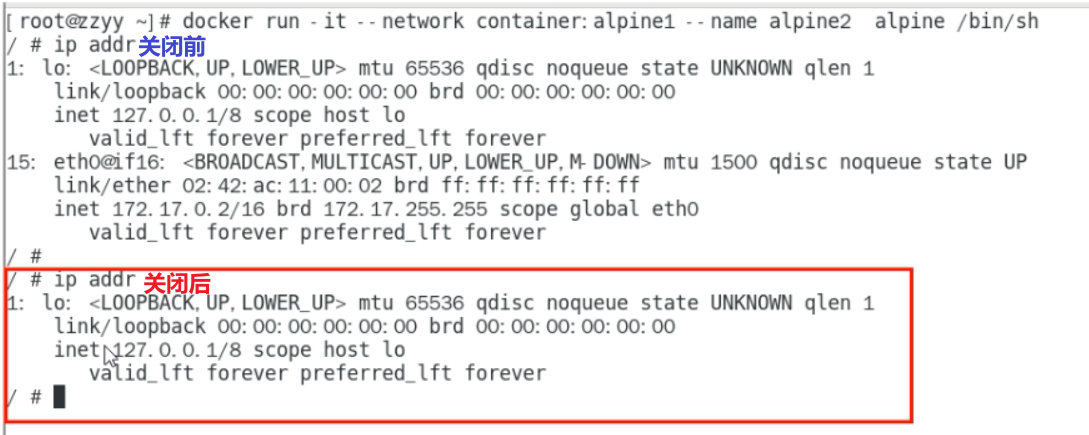 [root@zzyy ~]# docker run -it --network container:alpine1 --name alpine2  alpine /bin/sh
/ # ip addr 关闭前
1: lo: <LOOPBACK,UP,LOWER_UP> mtu 65536 qdisc noqueue state UNKNOWN qlen 1
    link/loopback 00:00:00:00:00:00 brd 00:00:00:00:00:00
    inet 127.0.0.1/8 scope host lo
       valid_lft forever preferred_lft forever
15: eth0@if16: <BROADCAST,MULTICAST,UP,LOWER_UP,M-DOWN> mtu 1500 qdisc noqueue state UP
    link/ether 02:42:ac:11:00:02 brd ff:ff:ff:ff:ff:ff
    inet 172.17.0.2/16 brd 172.17.255.255 scope global eth0
       valid_lft forever preferred_lft forever
/ #
/ # ip addr 关闭后
1: lo: <LOOPBACK,UP,LOWER_UP> mtu 65536 qdisc noqueue state UNKNOWN qlen 1
    link/loopback 00:00:00:00:00:00 brd 00:00:00:00:00:00
    inet 127.0.0.1/8 scope host lo
       valid_lft forever preferred_lft forever
/ #